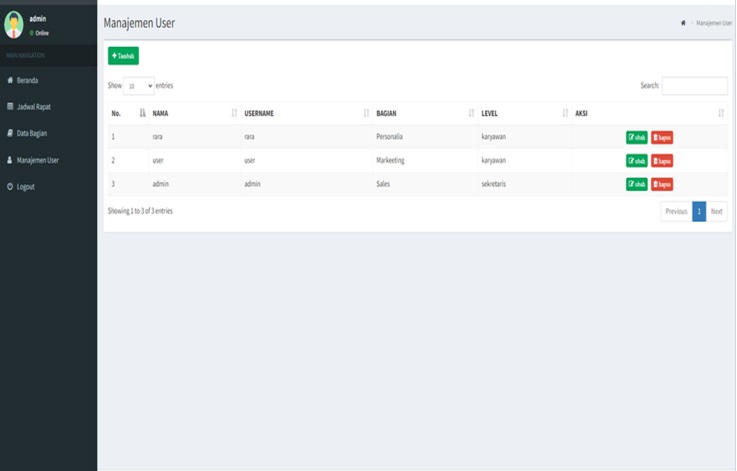 admin
Online
MAIN NAVIGATION
Beranda
Jadwal Rapat
Data Bagian
Manajemen User
Logout
Manajemen User
Manajemen User
+ Tambah
Show 10 entries
Search:
No. NAMA USERNAME BAGIAN LEVEL AKSI
1 rara rara Personalia karyawan ubah hapus
2 user user Markeeting karyawan ubah hapus
3 admin admin Sales sekretaris ubah hapus
Showing 1 to 3 of 3 entries
Previous 1 Next